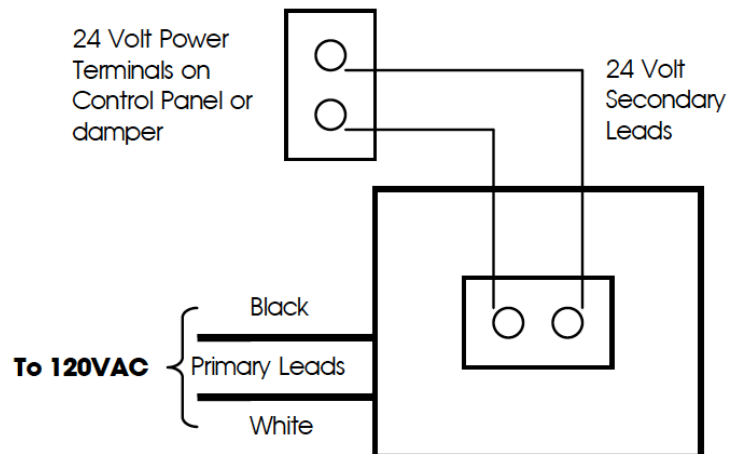 24 Volt Power
Terminals on
Control Panel or
damper
24 Volt
Secondary
Leads
Black
To 120VAC
Primary Leads
White